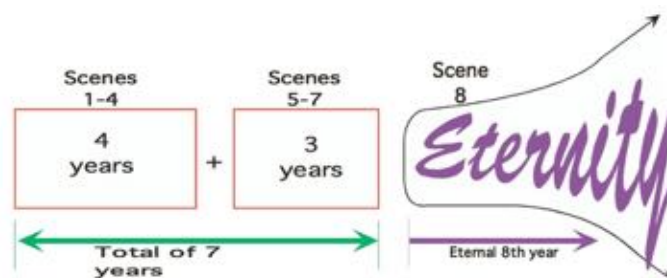 Scenes
1-4
Scenes
5-7
Scene
8
4
years
+
3
years
Eternity
Total of 7
years
Eternal 8th year